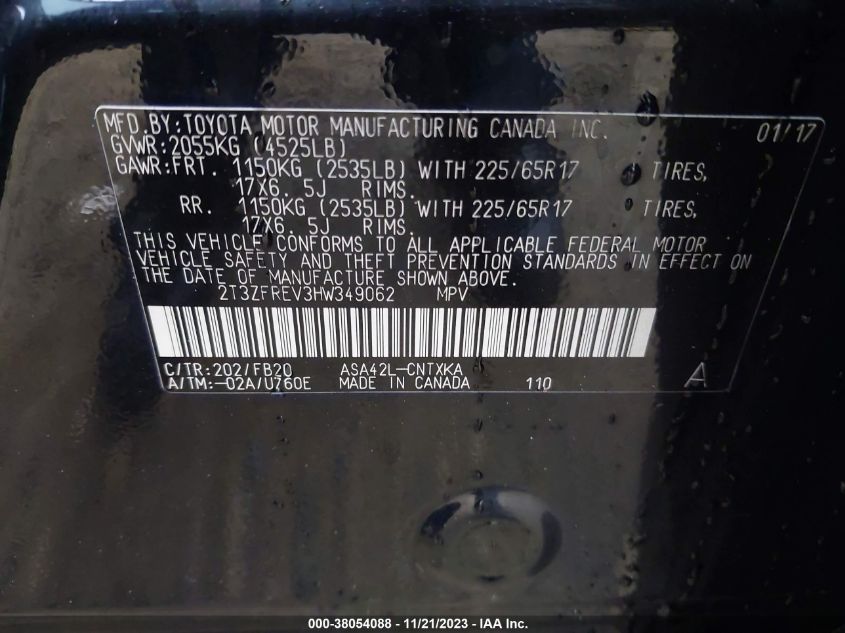 MFD.BY:TOYOTA MOTOR MANUFACTURING CANADA INC. 01/17
GVWR:2055KG (4525LB)
GAWR:FRT. 1150KG (2535LB) WITH 225/65R17 TIRES,
17X6. 5J RIMS.
RR. 1150KG (2535LB) WITH 225/65R17 TIRES,
17X6. 5J RIMS.
THIS VEHICLE CONFORMS TO ALL APPLICABLE FEDERAL MOTOR
VEHICLE SAFETY AND THEFT PREVENTION STANDARDS IN EFFECT ON
THE DATE OF MANUFACTURE SHOWN ABOVE.
2T3ZFREV3HW349062 MPV
C/TR:202/FB20 ASA42L-CNTXKA
A/TM:-02A/U760E MADE IN CANADA 110 A
000-38054088 - 11/21/2023 - IAA Inc.